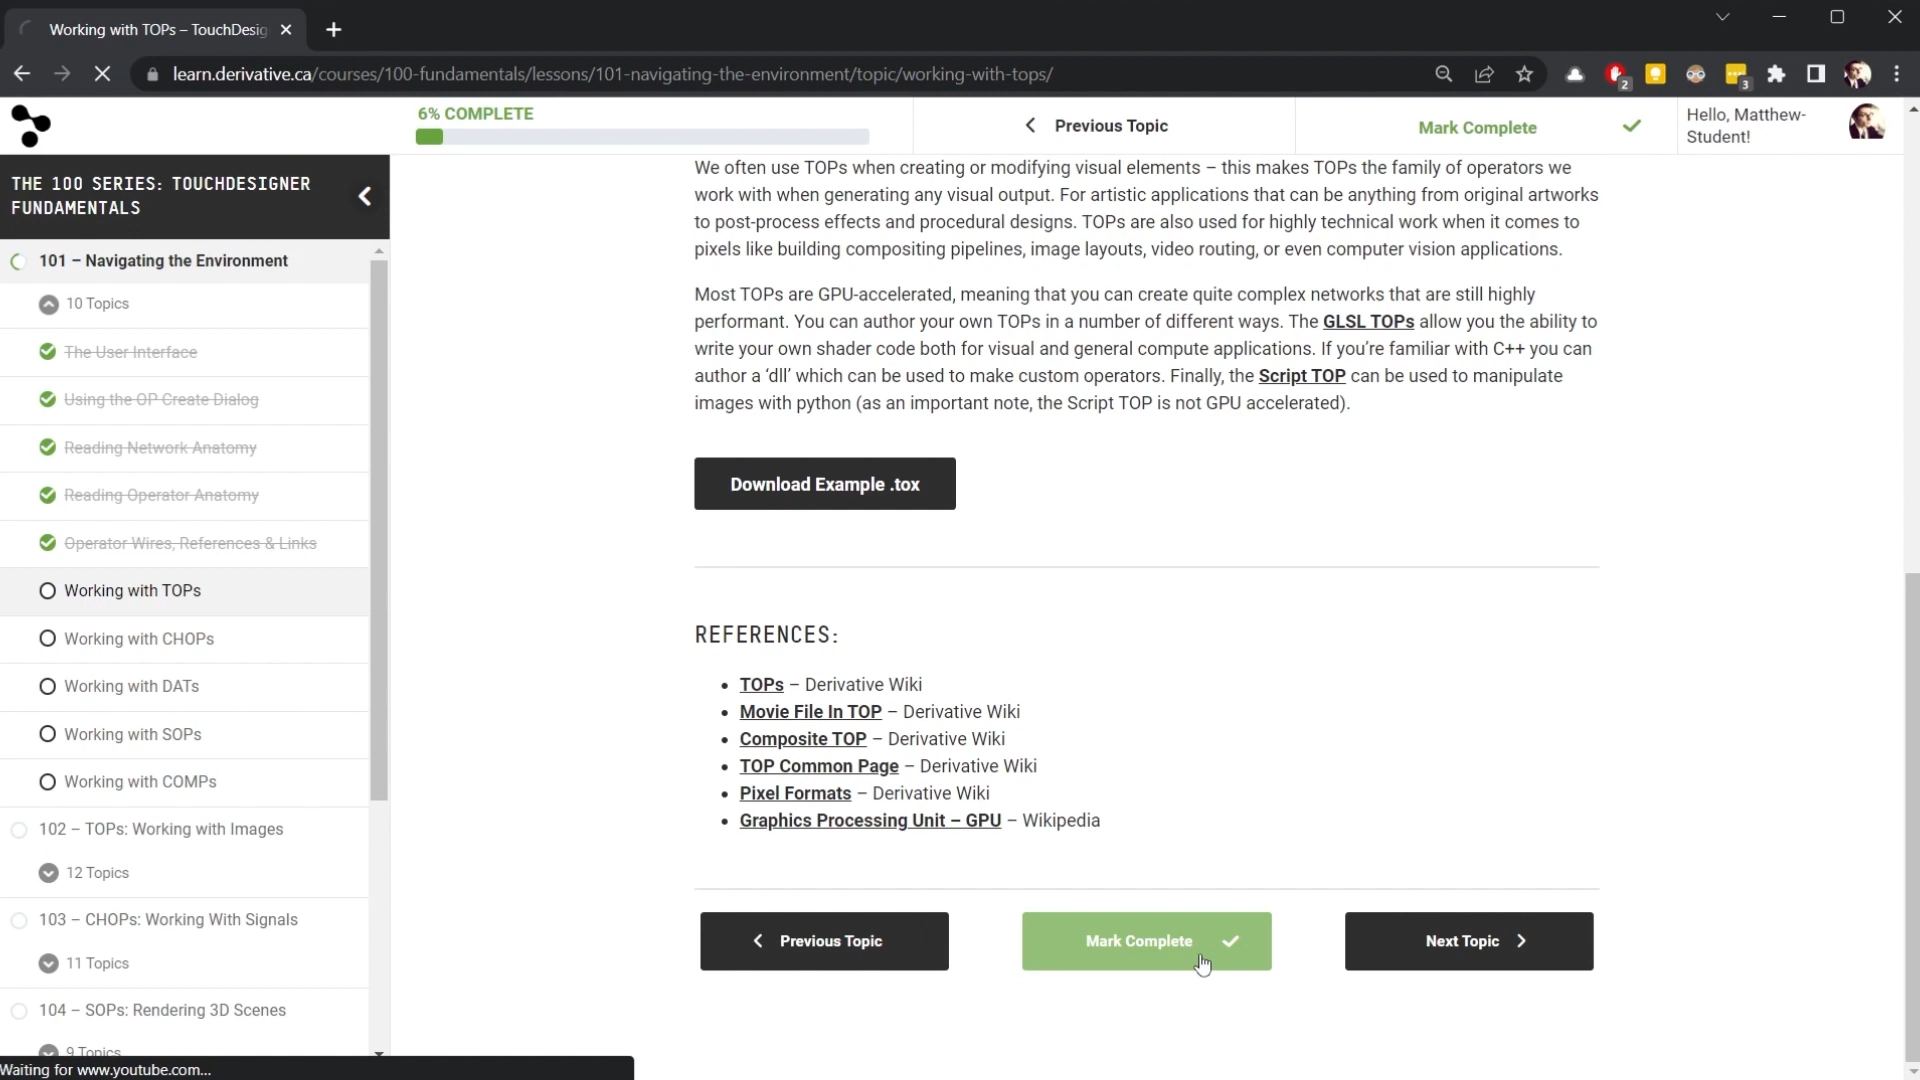 Working with TOPs – TouchDesig
learn.derivative.ca/courses/100-fundamentals/lessons/101-navigating-the-environment/topic/working-with-tops/
2
3
6% COMPLETE
Previous Topic
Mark Complete
Hello, Matthew-
Student!
THE 100 SERIES: TOUCHDESIGNER
FUNDAMENTALS
101 – Navigating the Environment
10 Topics
The User Interface
Using the OP Create Dialog
Reading Network Anatomy
Reading Operator Anatomy
Operator Wires, References & Links
Working with TOPs
Working with CHOPs
Working with DATs
Working with SOPs
Working with COMPs
102 – TOPs: Working with Images
12 Topics
103 – CHOPs: Working With Signals
11 Topics
104 – SOPs: Rendering 3D Scenes
9 Topics
Waiting for www.youtube.com...
We often use TOPs when creating or modifying visual elements – this makes TOPs the family of operators we
work with when generating any visual output. For artistic applications that can be anything from original artworks
to post-process effects and procedural designs. TOPs are also used for highly technical work when it comes to
pixels like building compositing pipelines, image layouts, video routing, or even computer vision applications.
Most TOPs are GPU-accelerated, meaning that you can create quite complex networks that are still highly
performant. You can author your own TOPs in a number of different ways. The GLSL TOPs allow you the ability to
write your own shader code both for visual and general compute applications. If you're familiar with C++ you can
author a ‘dll’ which can be used to make custom operators. Finally, the Script TOP can be used to manipulate
images with python (as an important note, the Script TOP is not GPU accelerated).
Download Example .tox
REFERENCES:
TOPs – Derivative Wiki
Movie File In TOP – Derivative Wiki
Composite TOP – Derivative Wiki
TOP Common Page – Derivative Wiki
Pixel Formats – Derivative Wiki
Graphics Processing Unit – GPU – Wikipedia
Previous Topic
Mark Complete
Next Topic